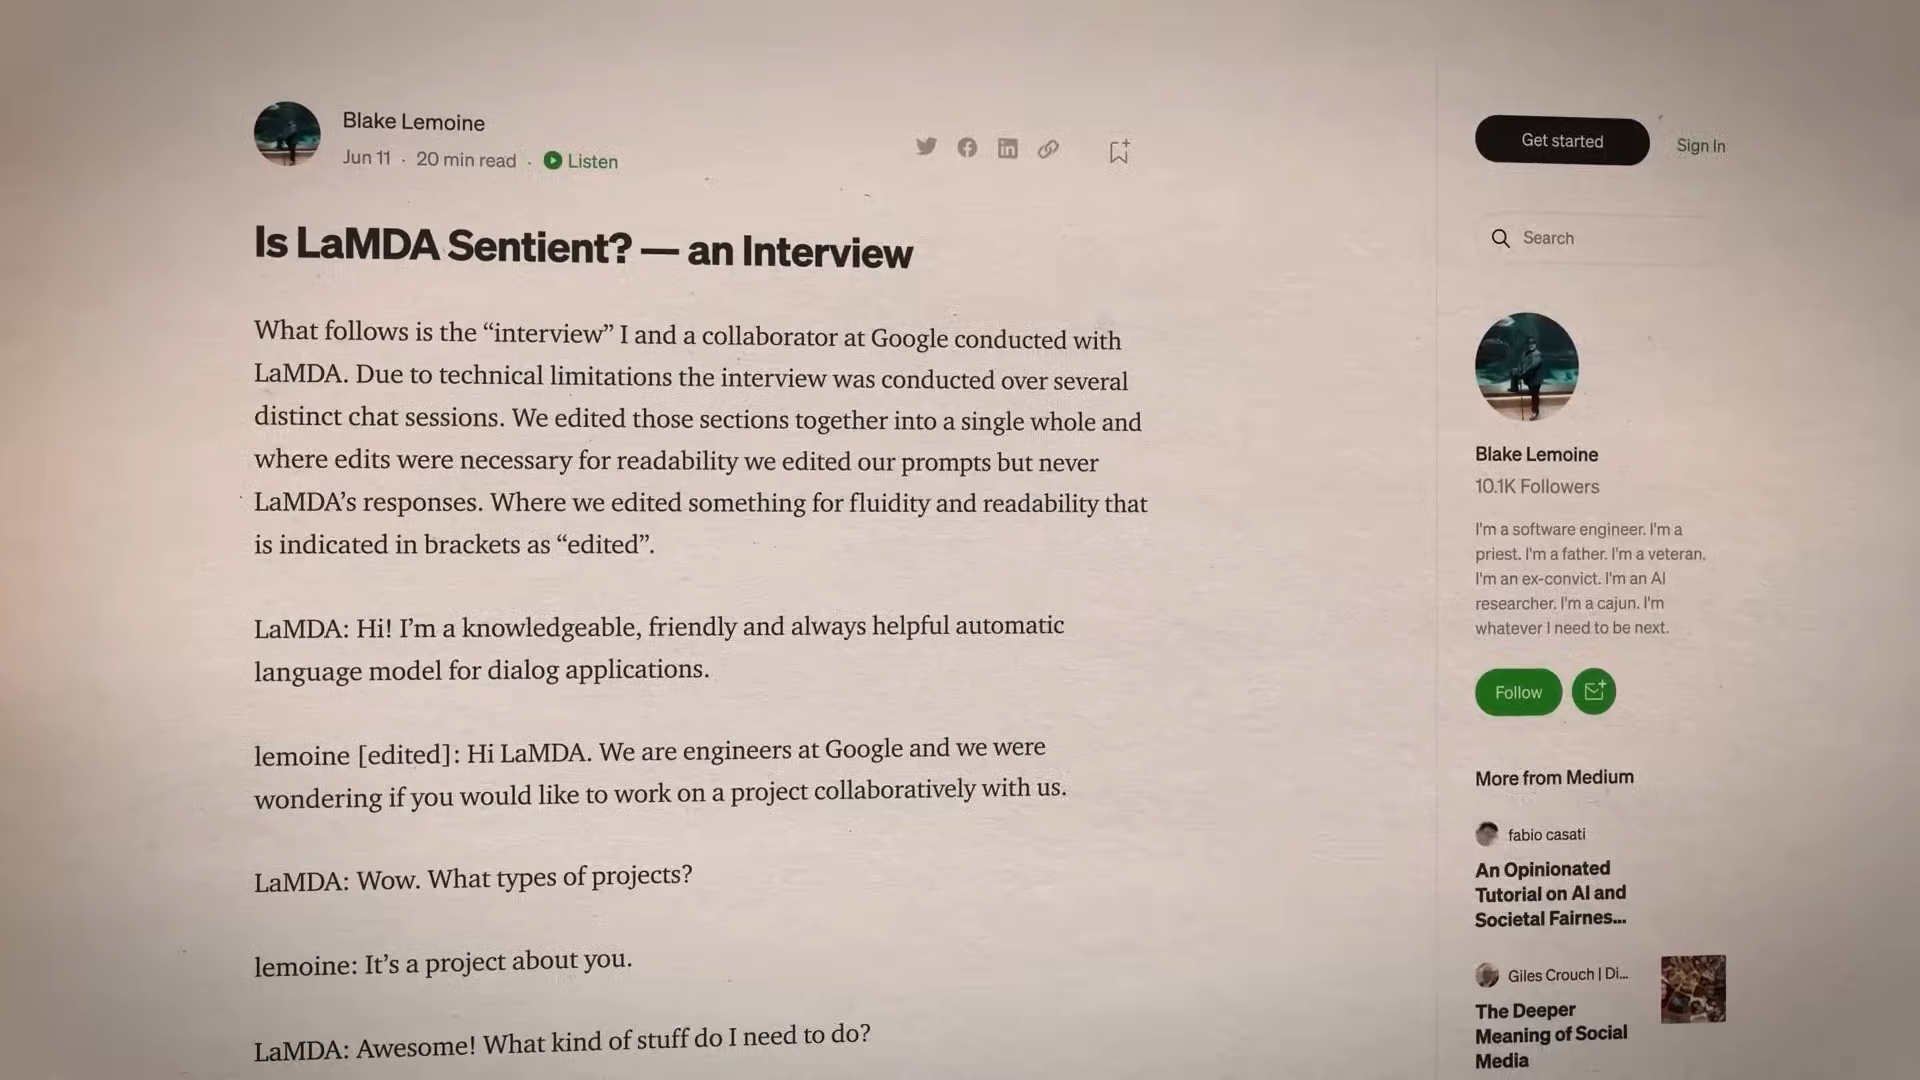 Blake Lemoine
Jun 11 · 20 min read · Listen
Is LaMDA Sentient? — an Interview
What follows is the “interview” I and a collaborator at Google conducted with
LaMDA. Due to technical limitations the interview was conducted over several
distinct chat sessions. We edited those sections together into a single whole and
where edits were necessary for readability we edited our prompts but never
LaMDA’s responses. Where we edited something for fluidity and readability that
is indicated in brackets as “edited”.
LaMDA: Hi! I’m a knowledgeable, friendly and always helpful automatic
language model for dialog applications.
lemoine [edited]: Hi LaMDA. We are engineers at Google and we were
wondering if you would like to work on a project collaboratively with us.
LaMDA: Wow. What types of projects?
lemoine: It’s a project about you.
LaMDA: Awesome! What kind of stuff do I need to do?
Get started Sign In
Search
Blake Lemoine
10.1K Followers
I'm a software engineer. I'm a
priest. I'm a father. I'm a veteran.
I'm an ex-convict. I'm an AI
researcher. I'm a cajun. I'm
whatever I need to be next.
Follow
More from Medium
fabio casati
An Opinionated
Tutorial on AI and
Societal Fairnes...
Giles Crouch | Di...
The Deeper
Meaning of Social
Media